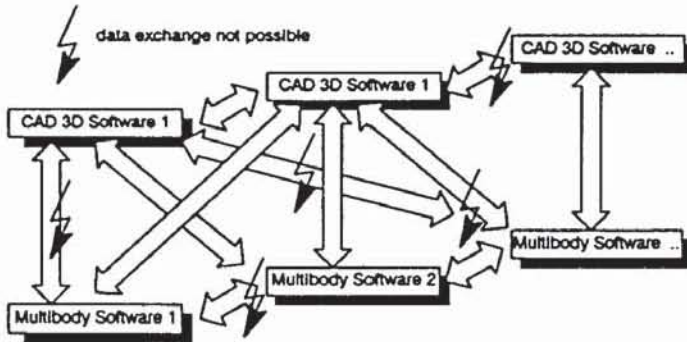 data exchange not possible
CAD 3D Software ..
CAD 3D Software 1
CAD 3D Software 1
Multibody Software ..
Multibody Software 2
Multibody Software 1